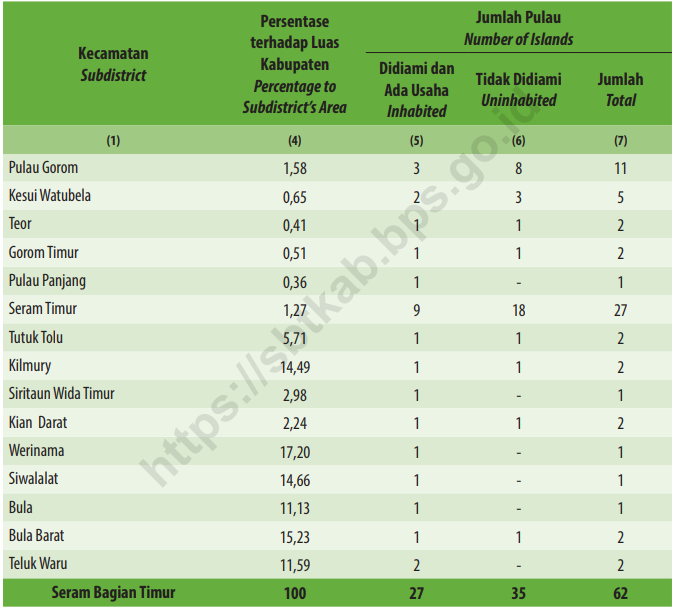 Kecamatan
Subdistrict
Persentase
terhadap Luas
Kabupaten
Percentage to
Subdistrict's Area
Jumlah Pulau
Number of Islands
Didiami dan
Ada Usaha
Inhabited
Tidak Didiami
Uninhabited
Jumlah
Total
(1) (4) (5) (6) (7)
Pulau Gorom 1,58 3 8 11
Kesui Watubela 0,65 2 3 5
Teor 0,41 1 1 2
Gorom Timur 0,51 1 1 2
Pulau Panjang 0,36 1 - 1
Seram Timur 1,27 9 18 27
Tutuk Tolu 5,71 1 1 2
Kilmury 14,49 1 1 2
Siritaun Wida Timur 2,98 1 - 1
Kian Darat 2,24 1 1 2
Werinama 17,20 1 - 1
Siwalalat 14,66 1 - 1
Bula 11,13 1 - 1
Bula Barat 15,23 1 1 2
Teluk Waru 11,59 2 - 2
Seram Bagian Timur 100 27 35 62
https://sbtkab.bps.go.id